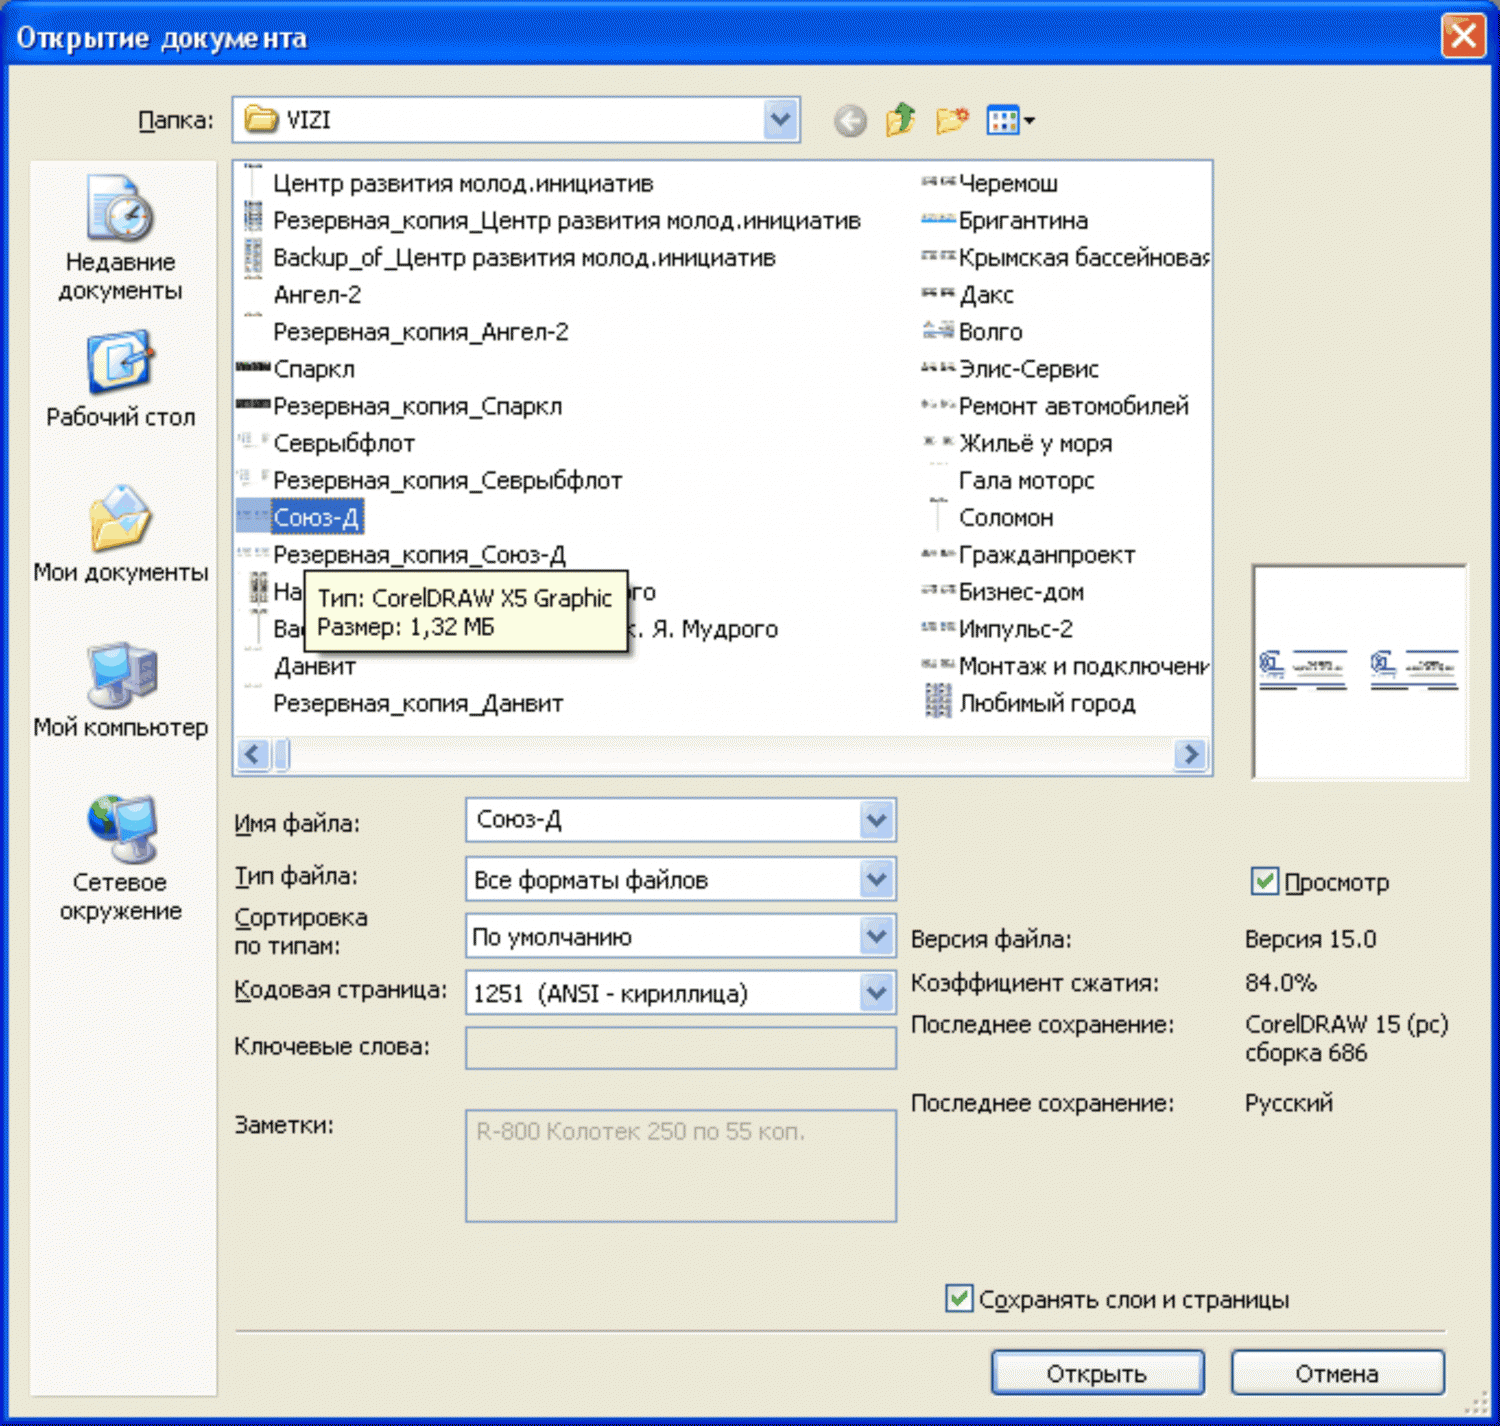 Открытие документа
Папка:
VIZI
Недавние
документы
Рабочий стол
Мои документы
Мой компьютер
Сетевое
окружение
Центр развития молод.инициатив
Резервная_копия_Центр развития молод.инициатив
Backup_of_Центр развития молод.инициатив
Ангел-2
Резервная_копия_Ангел-2
Спаркл
Резервная_копия_Спаркл
Севрыбфлот
Резервная_копия_Севрыбфлот
Союз-Д
Резервная_копия_Союз-Д
Тип: CorelDRAW X5 Graphic
Размер: 1,32 МБ
Я. Мудрого
Данвит
Резервная_копия_Данвит
Черемош
Бригантина
Крымская бассейновая
Дакс
Волго
Элис-Сервис
Ремонт автомобилей
Жильё у моря
Гала моторс
Соломон
Гражданпроект
Бизнес-дом
Импульс-2
Монтаж и подключени
Любимый город
Имя файла:
Союз-Д
Тип файла:
Все форматы файлов
Сортировка
по типам:
По умолчанию
Кодовая страница:
1251 (ANSI - кириллица)
Ключевые слова:
Заметки:
R-800 Колотек 250 по 55 коп.
Просмотр
Версия файла:
Версия 15.0
Коэффициент сжатия:
84.0%
Последнее сохранение:
CorelDRAW 15 (pc)
сборка 686
Последнее сохранение:
Русский
Сохранять слои и страницы
Открыть
Отмена